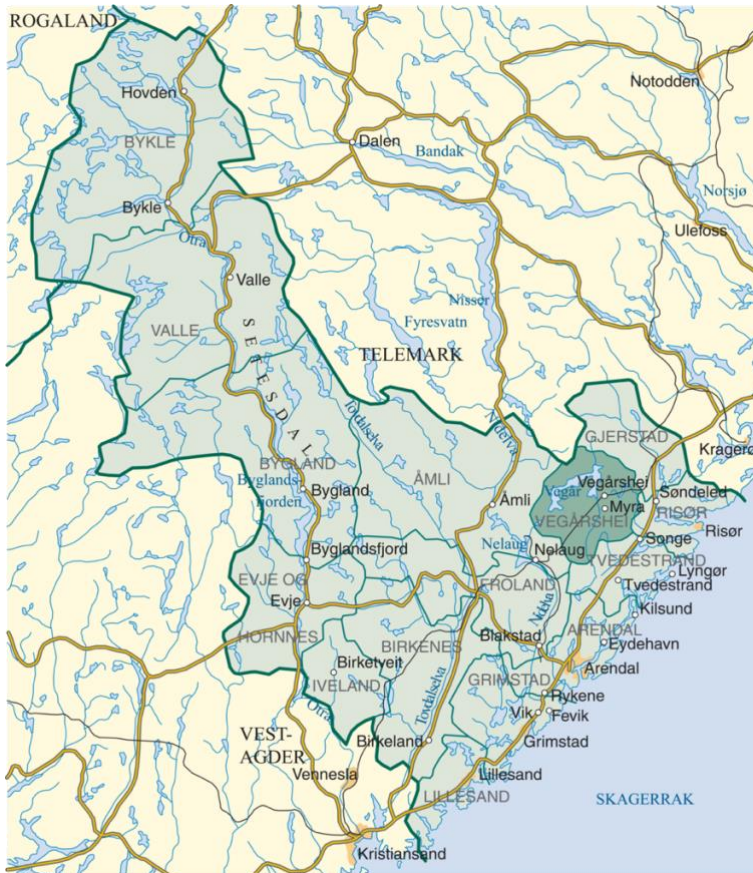 ROGALAND
Notodden
Hovden
BYKLE
Dalen
Bandak
Norsjø
Bykle
Ulefoss
Otra
Valle
Nisser
Fyresvatn
VALLE
SETESDAL
TELEMARK
Tovdalselva
Nidelva
GJERSTAD
Kragerø
BYGLAND
ÅMLI
Byglands-
fjorden
Bygland
Vegår
Vegårshei
Søndeled
Åmli
Myra
RISØR
VEGÅRSHEI
Risør
Nelaug
Songe
Nelaug
Byglandsfjord
TVEDESTRAND
Lyngør
EVJE OG
FROLAND
Tvedestrand
Evje
Nidelva
Kilsund
HORNNES
ARENDAL
BIRKENES
Blakstad
Eydehavn
Birketveit
Arendal
IVELAND
GRIMSTAD
Tovdalselva
Rykene
Otra
Vik
Fevik
VEST-
AGDER
Birkeland
Grimstad
Vennesla
Lillesand
LILLESAND
SKAGERRAK
Kristiansand